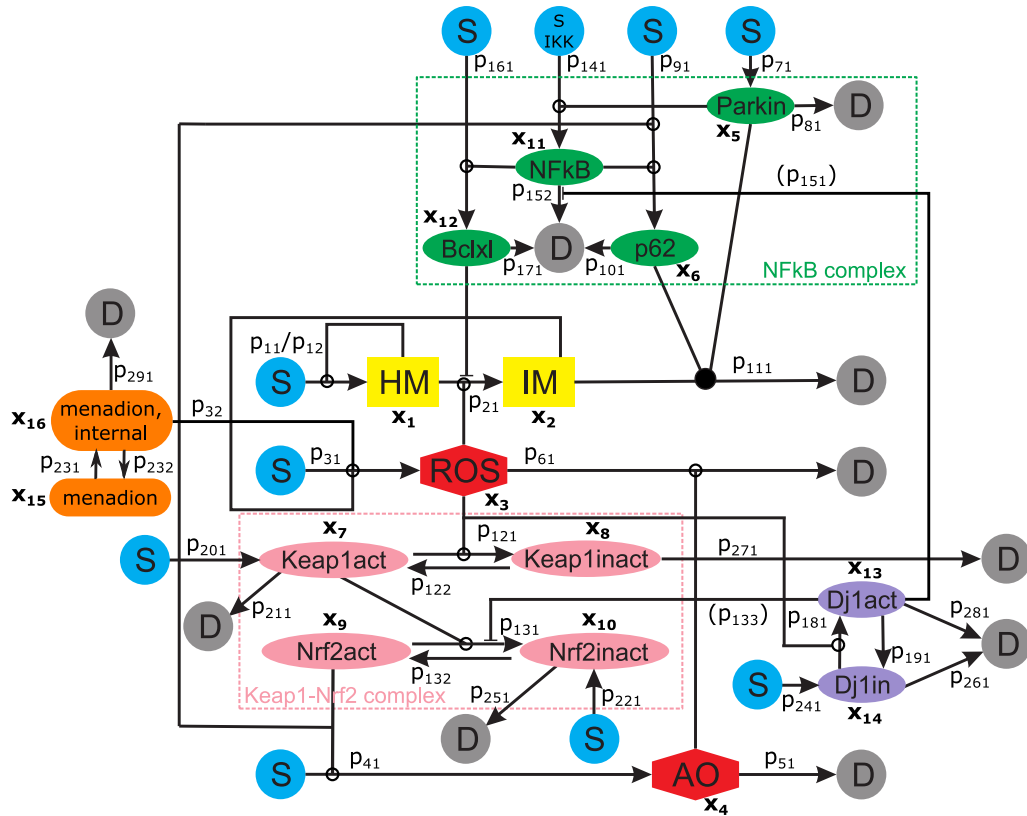 S
S
IKK
S
S
p161
p141
p91
p71
Parkin
D
x5
p81
x11
NFkB
(p151)
p152
x12
Bclxl
D
p62
p171
p101
x6
NFkB complex
D
p11/p12
S
HM
IM
p111
D
p291
x1
p21
x2
x16
menadion,
internal
p32
p231
p232
S
p31
ROS
p61
D
x15
menadion
x3
x7
p121
x8
S
p201
Keap1act
Keap1inact
p271
D
p122
x13
D
p211
x9
x10
(p133)
Dj1act
p281
p131
p181
D
Nrf2act
Nrf2inact
p132
p191
Keap1-Nrf2 complex
p251
p221
S
p241
Dj1in
p261
x14
D
S
S
p41
AO
p51
D
x4